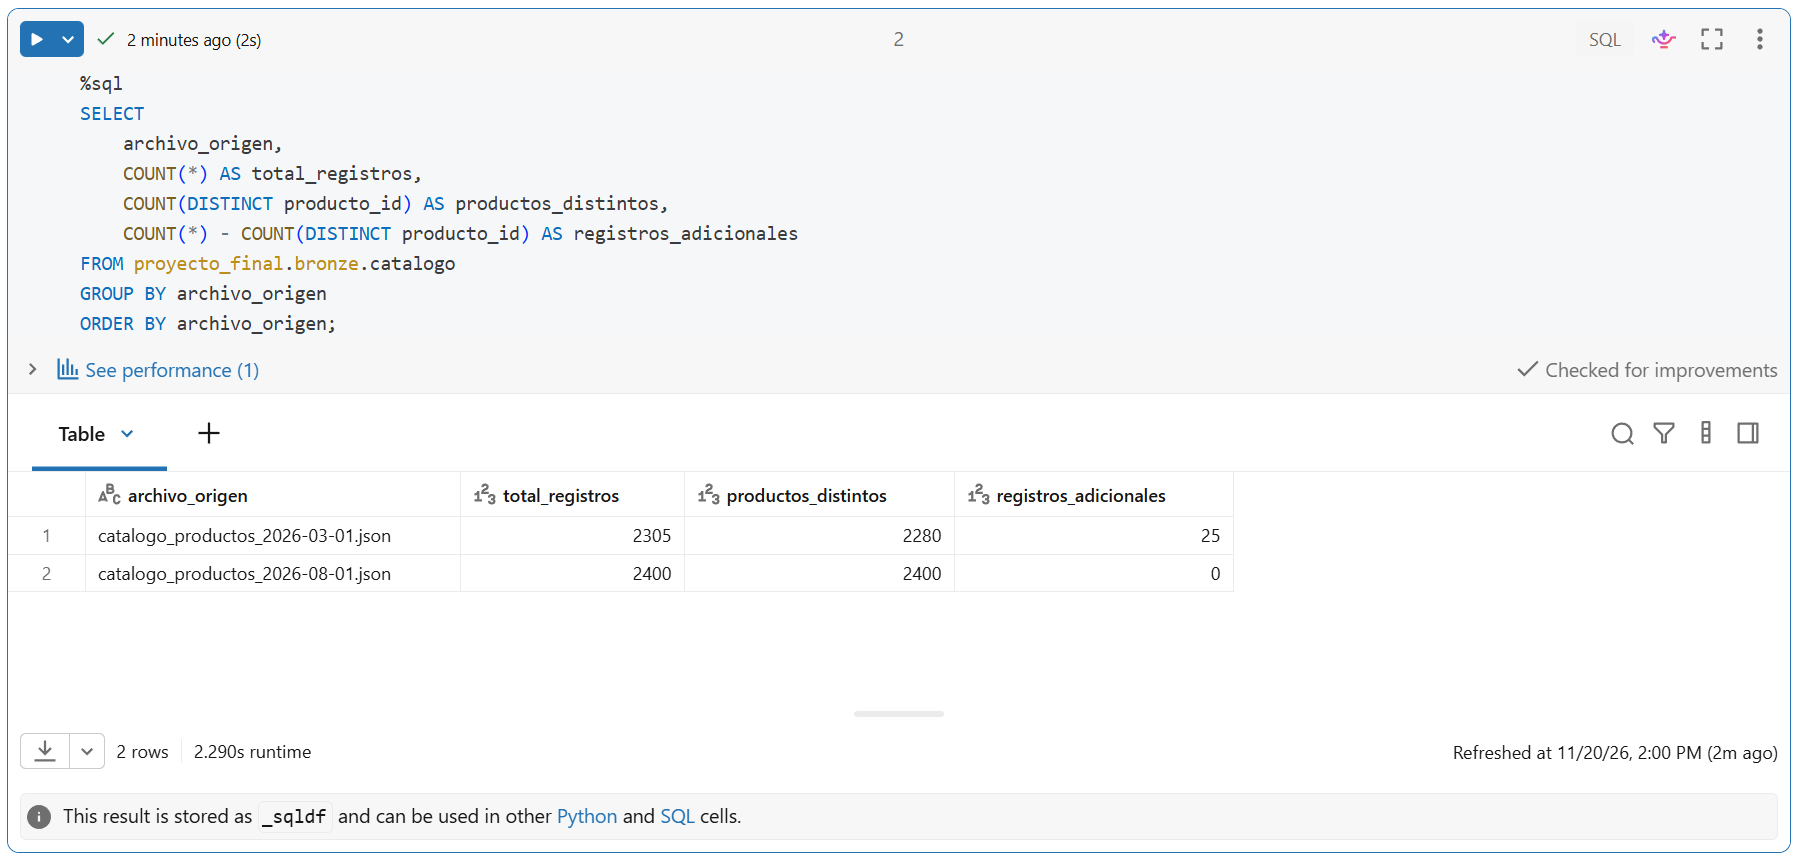 2 minutes ago (2s)
2
SQL
%sql
SELECT
archivo_origen,
COUNT(*) AS total_registros,
COUNT(DISTINCT producto_id) AS productos_distintos,
COUNT(*) - COUNT(DISTINCT producto_id) AS registros_adicionales
FROM proyecto_final.bronze.catalogo
GROUP BY archivo_origen
ORDER BY archivo_origen;
See performance (1)
Checked for improvements
Table
archivo_origen total_registros productos_distintos registros_adicionales
1 catalogo_productos_2026-03-01.json 2305 2280 25
2 catalogo_productos_2026-08-01.json 2400 2400 0
2 rows 2.290s runtime
Refreshed at 11/20/26, 2:00 PM (2m ago)
This result is stored as _sqldf and can be used in other Python and SQL cells.